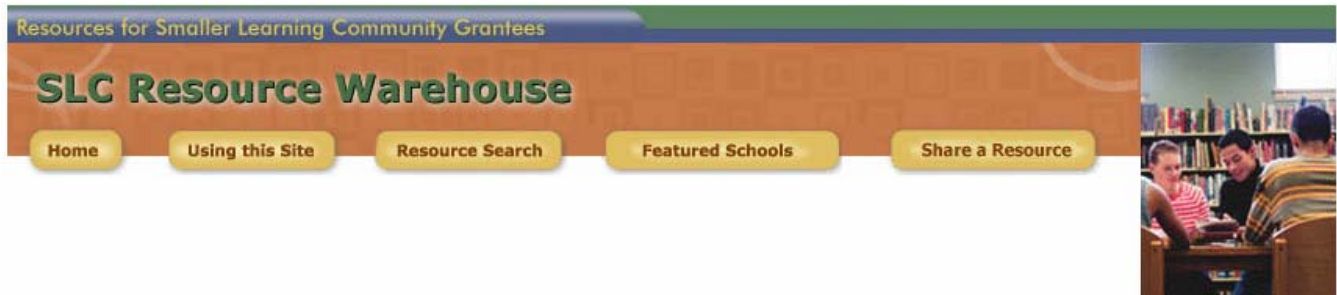 Resources for Smaller Learning Community Grantees
SLC Resource Warehouse
Home Using this Site Resource Search Featured Schools Share a Resource